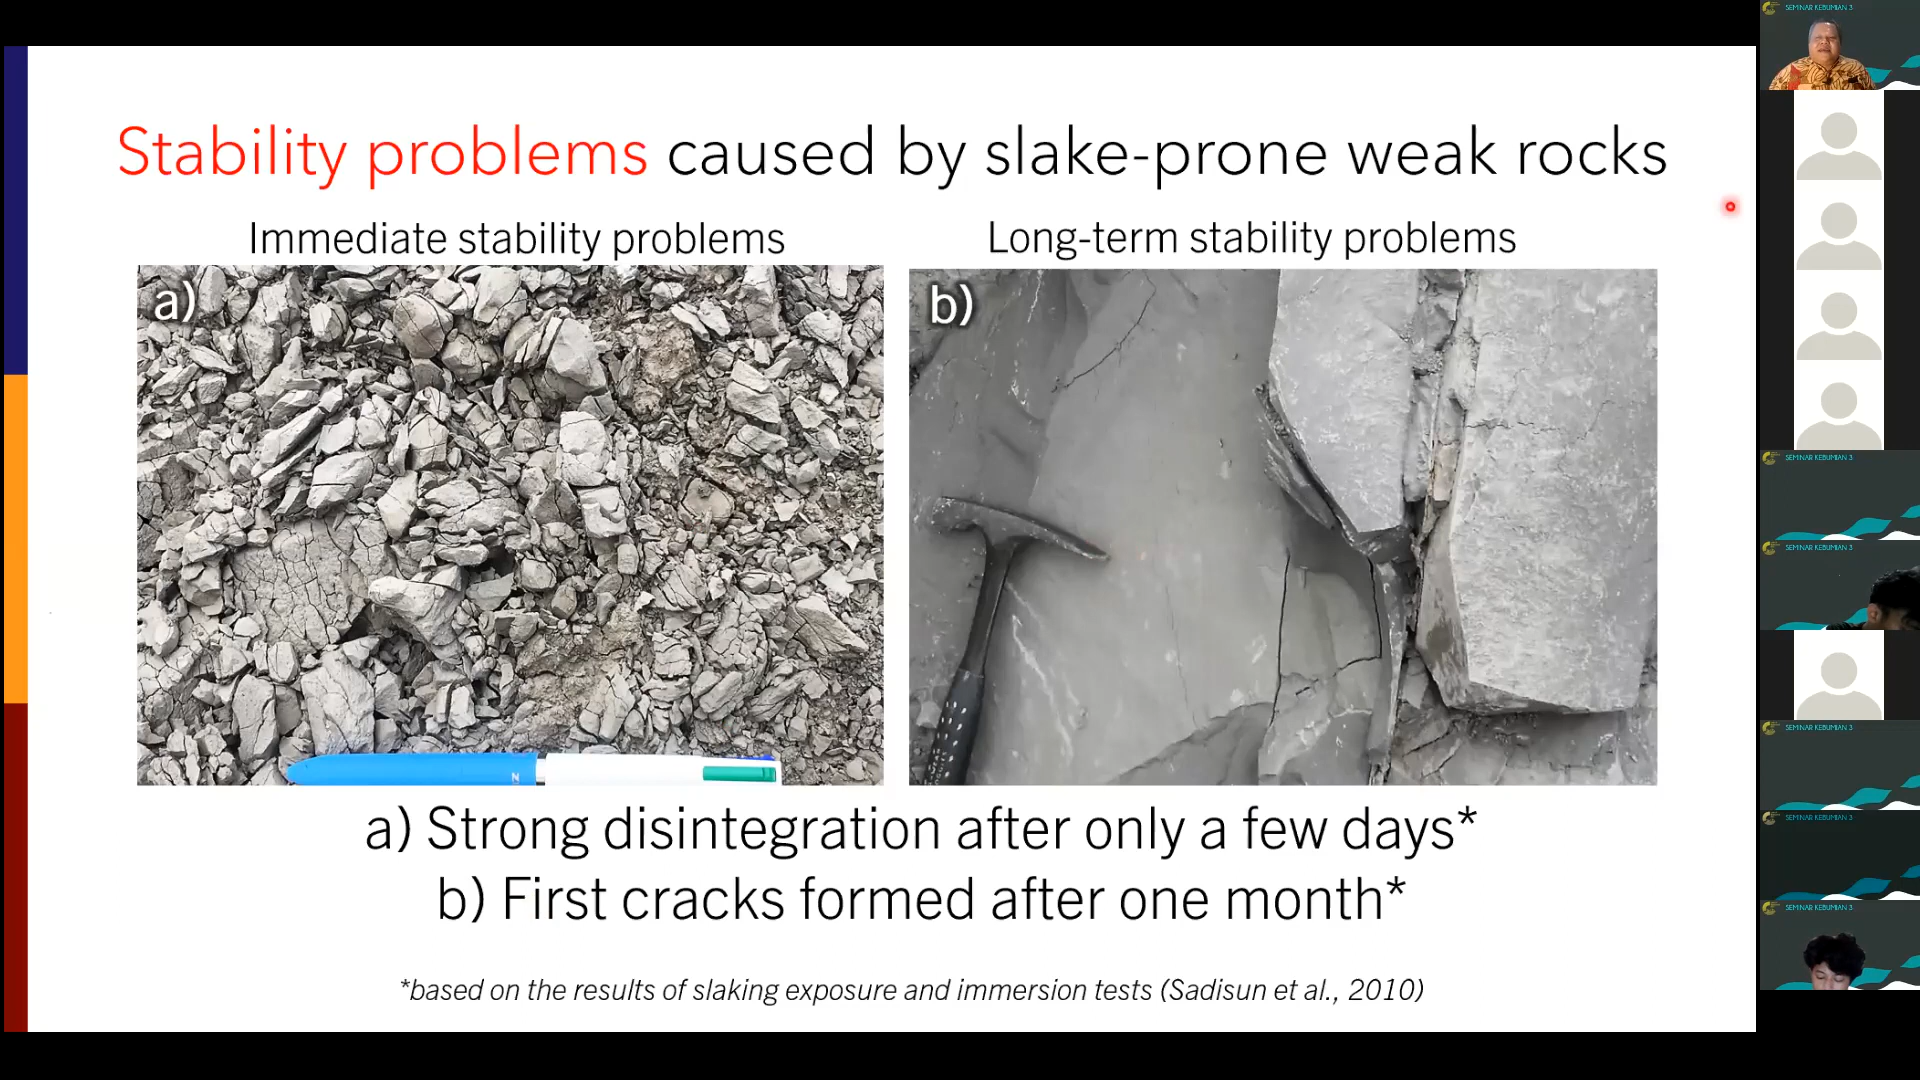 Stability problems caused by slake-prone weak rocks
Immediate stability problems
Long-term stability problems
a)
b)
a) Strong disintegration after only a few days*
b) First cracks formed after one month*
*based on the results of slaking exposure and immersion tests (Sadisun et al., 2010)
SEMINAR KEBUMIAN 3
SEMINAR KEBUMIAN 3
SEMINAR KEBUMIAN 3
SEMINAR KEBUMIAN 3
SEMINAR KEBUMIAN 3
SEMINAR KEBUMIAN 3